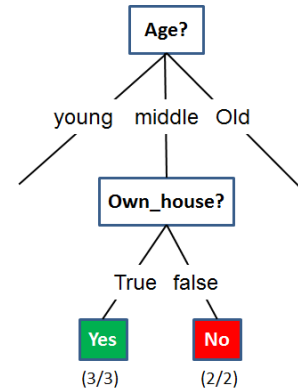 Age?
young middle Old
Own_house?
True false
Yes No
(3/3) (2/2)